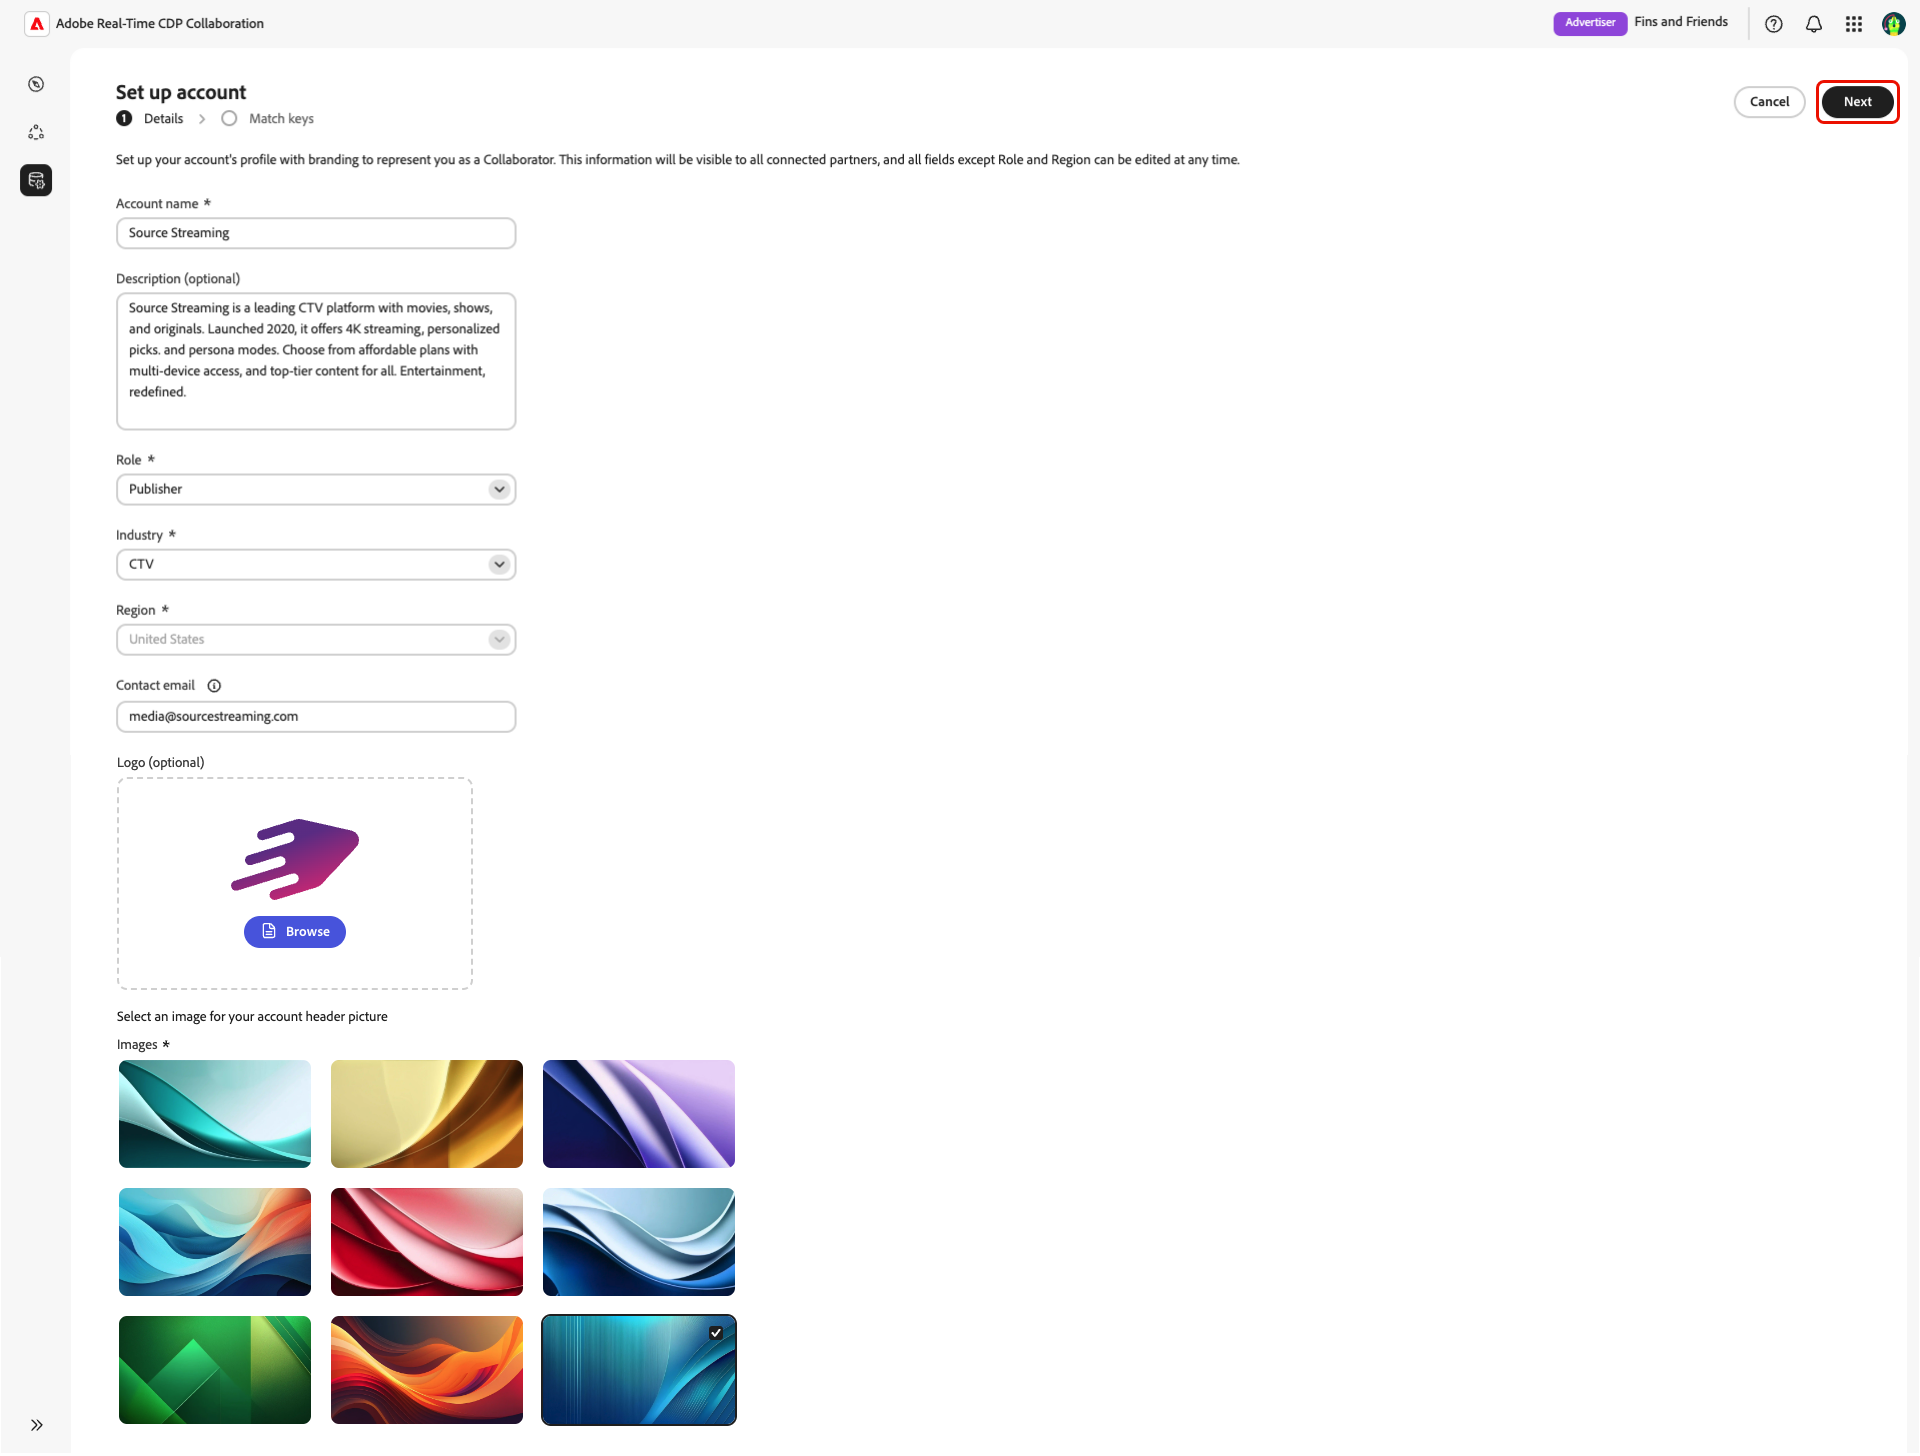 Adobe Real-Time CDP Collaboration
Advertiser Fins and Friends
Set up account
Cancel
Next
1 Details
Match keys
Set up your account's profile with branding to represent you as a Collaborator. This information will be visible to all connected partners, and all fields except Role and Region can be edited at any time.
Account name *
Source Streaming
Description (optional)
Source Streaming is a leading CTV platform with movies, shows,
and originals. Launched 2020, it offers 4K streaming, personalized
picks. and persona modes. Choose from affordable plans with
multi-device access, and top-tier content for all. Entertainment,
redefined.
Role *
Publisher
Industry *
CTV
Region *
United States
Contact email
media@sourcestreaming.com
Logo (optional)
Browse
Select an image for your account header picture
Images *